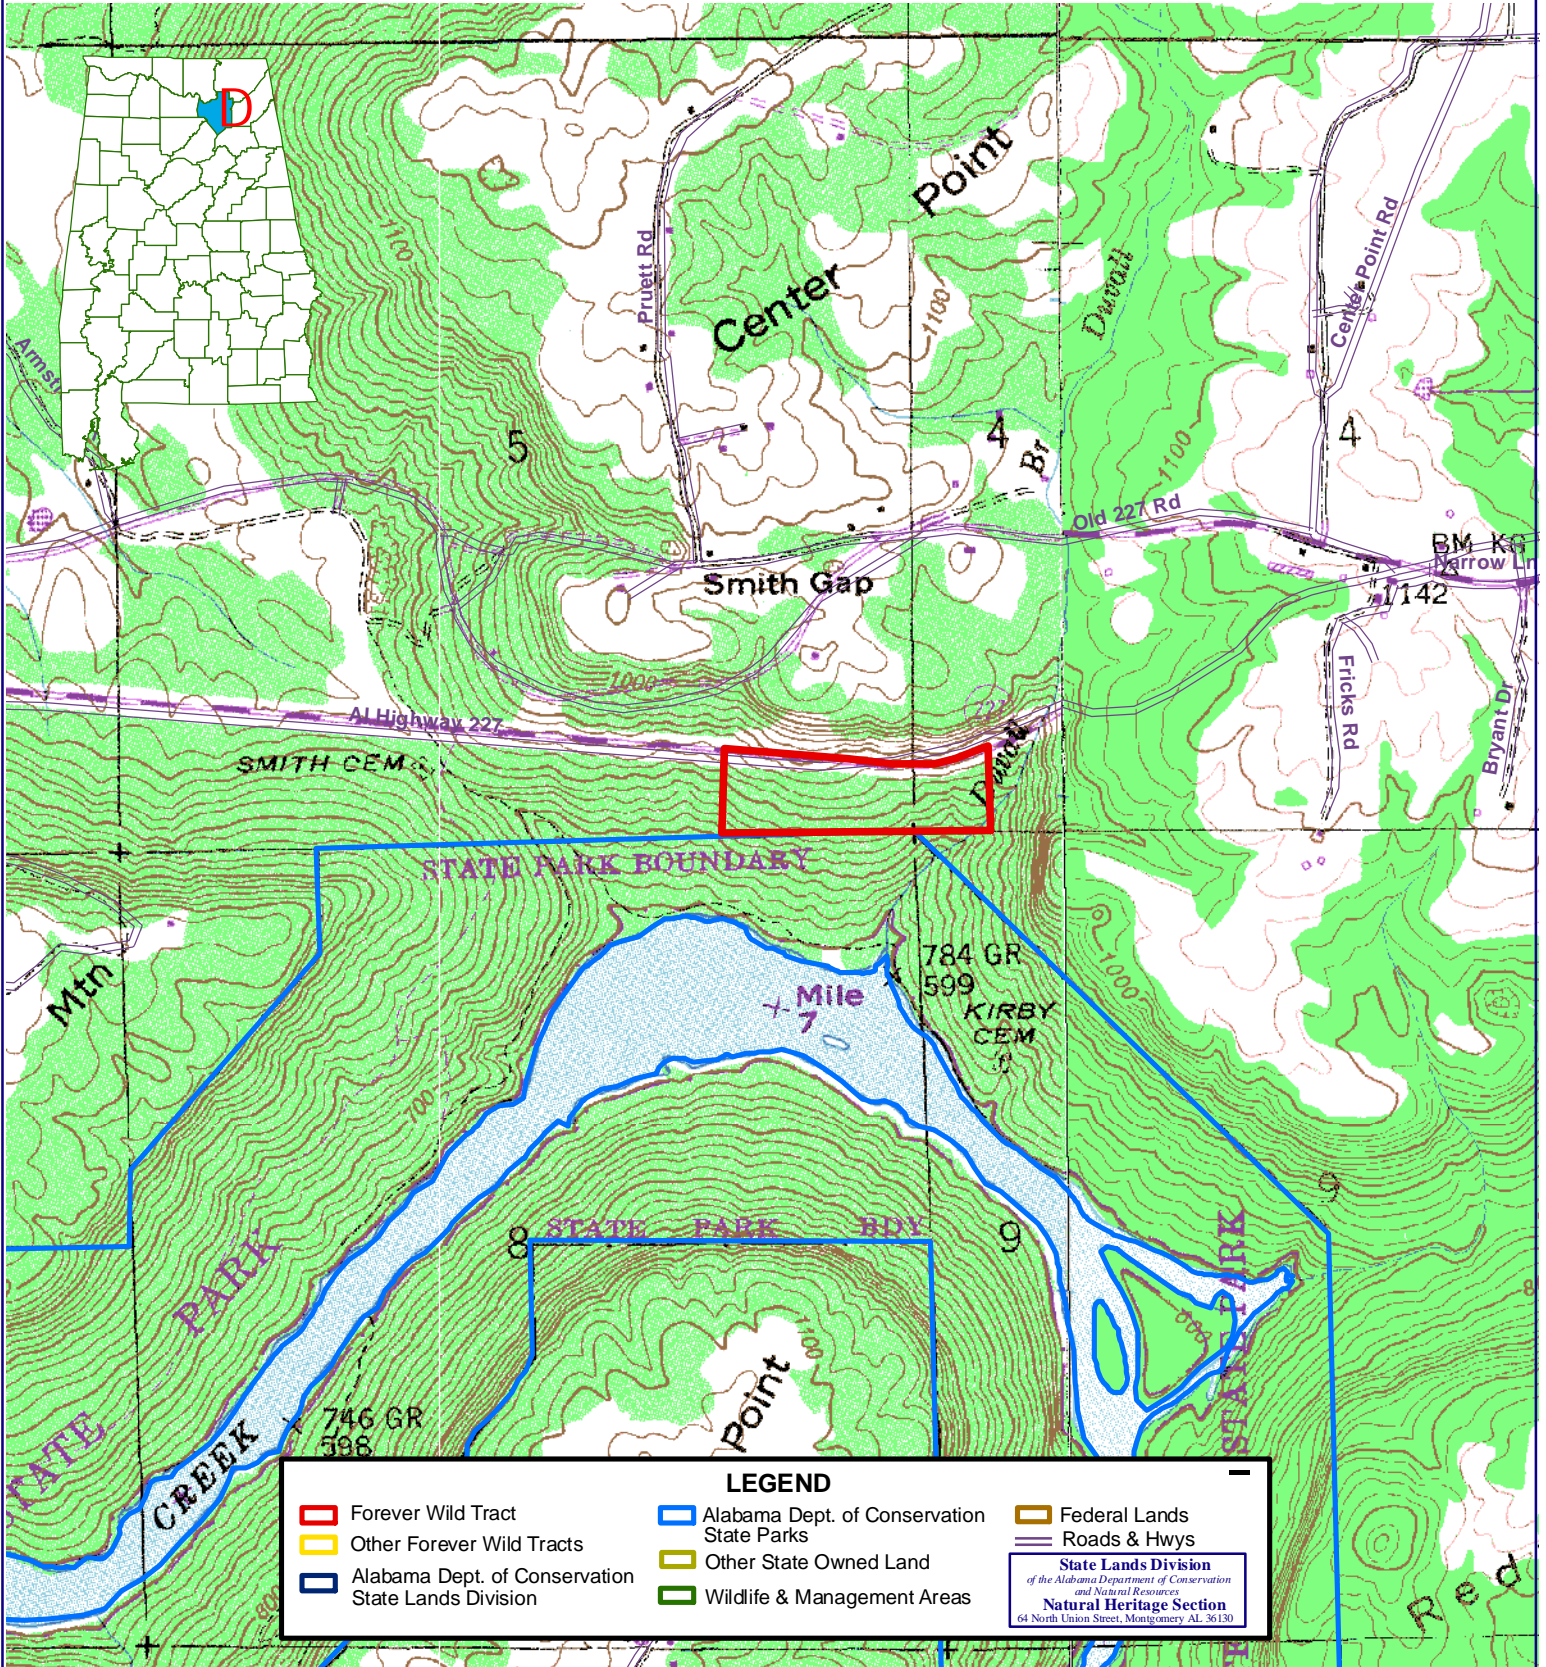 D
1100
Point
Center
Pruett Rd
Duvall
Center Point Rd
1100
5
4
Br
1100
4
Old 227 Rd
BM KG
Narrow Ln
1142
Smith Gap
1000
227
Al Highway 227
SMITH CEM
Fricks Rd
Bryant Dr
STATE PARK BOUNDARY
Mtn
784 GR
599
Mile
7
KIRBY
CEM
1000
700
9
8
STATE PARK BDY
9
PARK
STATE PARK
800
1100
Point
746 GR
598
CREEK
800
Red
LEGEND
Forever Wild Tract
Other Forever Wild Tracts
Alabama Dept. of Conservation
State Lands Division
Alabama Dept. of Conservation
State Parks
Other State Owned Land
Wildlife & Management Areas
Federal Lands
Roads & Hwys
State Lands Division
of the Alabama Department of Conservation
and Natural Resources
Natural Heritage Section
64 North Union Street, Montgomery AL 36130